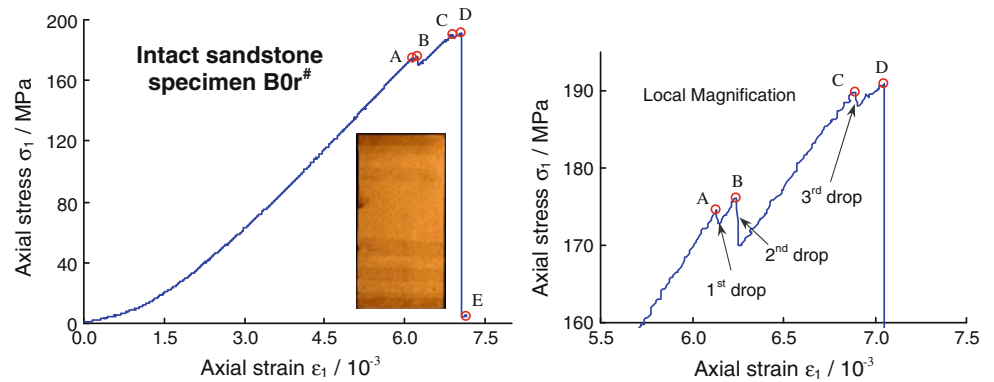 200
160
120
80
40
0
0.0 1.5 3.0 4.5 6.0 7.5
Axial stress σ₁ / MPa
Axial strain ε₁ / 10⁻³
Intact sandstone
specimen B0r#
A B C D
E
Local Magnification
190
180
170
160
5.5 6.0 6.5 7.0 7.5
Axial stress σ₁ / MPa
Axial strain ε₁ / 10⁻³
A B C D
1st drop
2nd drop
3rd drop